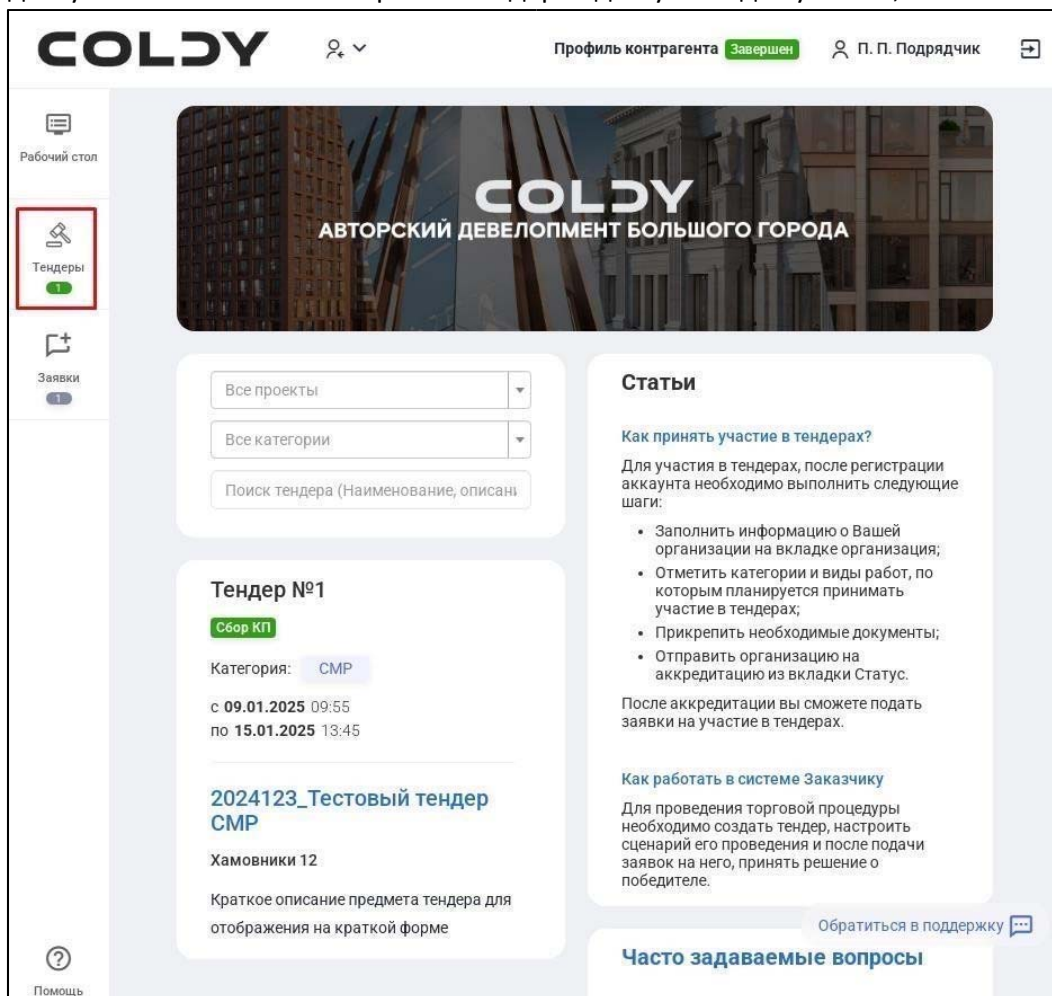 COLDY
Профиль контрагента Завершен
П. П. Подрядчик
Рабочий стол
Тендеры
1
Заявки
1
Помощь
COLDY
АВТОРСКИЙ ДЕВЕЛОПМЕНТ БОЛЬШОГО ГОРОДА
Все проекты
Все категории
Поиск тендера (Наименование, описани
Тендер №1
Сбор КП
Категория: СМР
с 09.01.2025 09:55
по 15.01.2025 13:45
2024123_Тестовый тендер
СМР
Хамовники 12
Краткое описание предмета тендера для
отображения на краткой форме
Статьи
Как принять участие в тендерах?
Для участия в тендерах, после регистрации
аккаунта необходимо выполнить следующие
шаги:
• Заполнить информацию о Вашей
организации на вкладке организация;
• Отметить категории и виды работ, по
которым планируется принимать
участие в тендерах;
• Прикрепить необходимые документы;
• Отправить организацию на
аккредитацию из вкладки Статус.
После аккредитации вы сможете подать
заявки на участие в тендерах.
Как работать в системе Заказчику
Для проведения торговой процедуры
необходимо создать тендер, настроить
сценарий его проведения и после подачи
заявок на него, принять решение о
победителе.
Обратиться в поддержку
Часто задаваемые вопросы